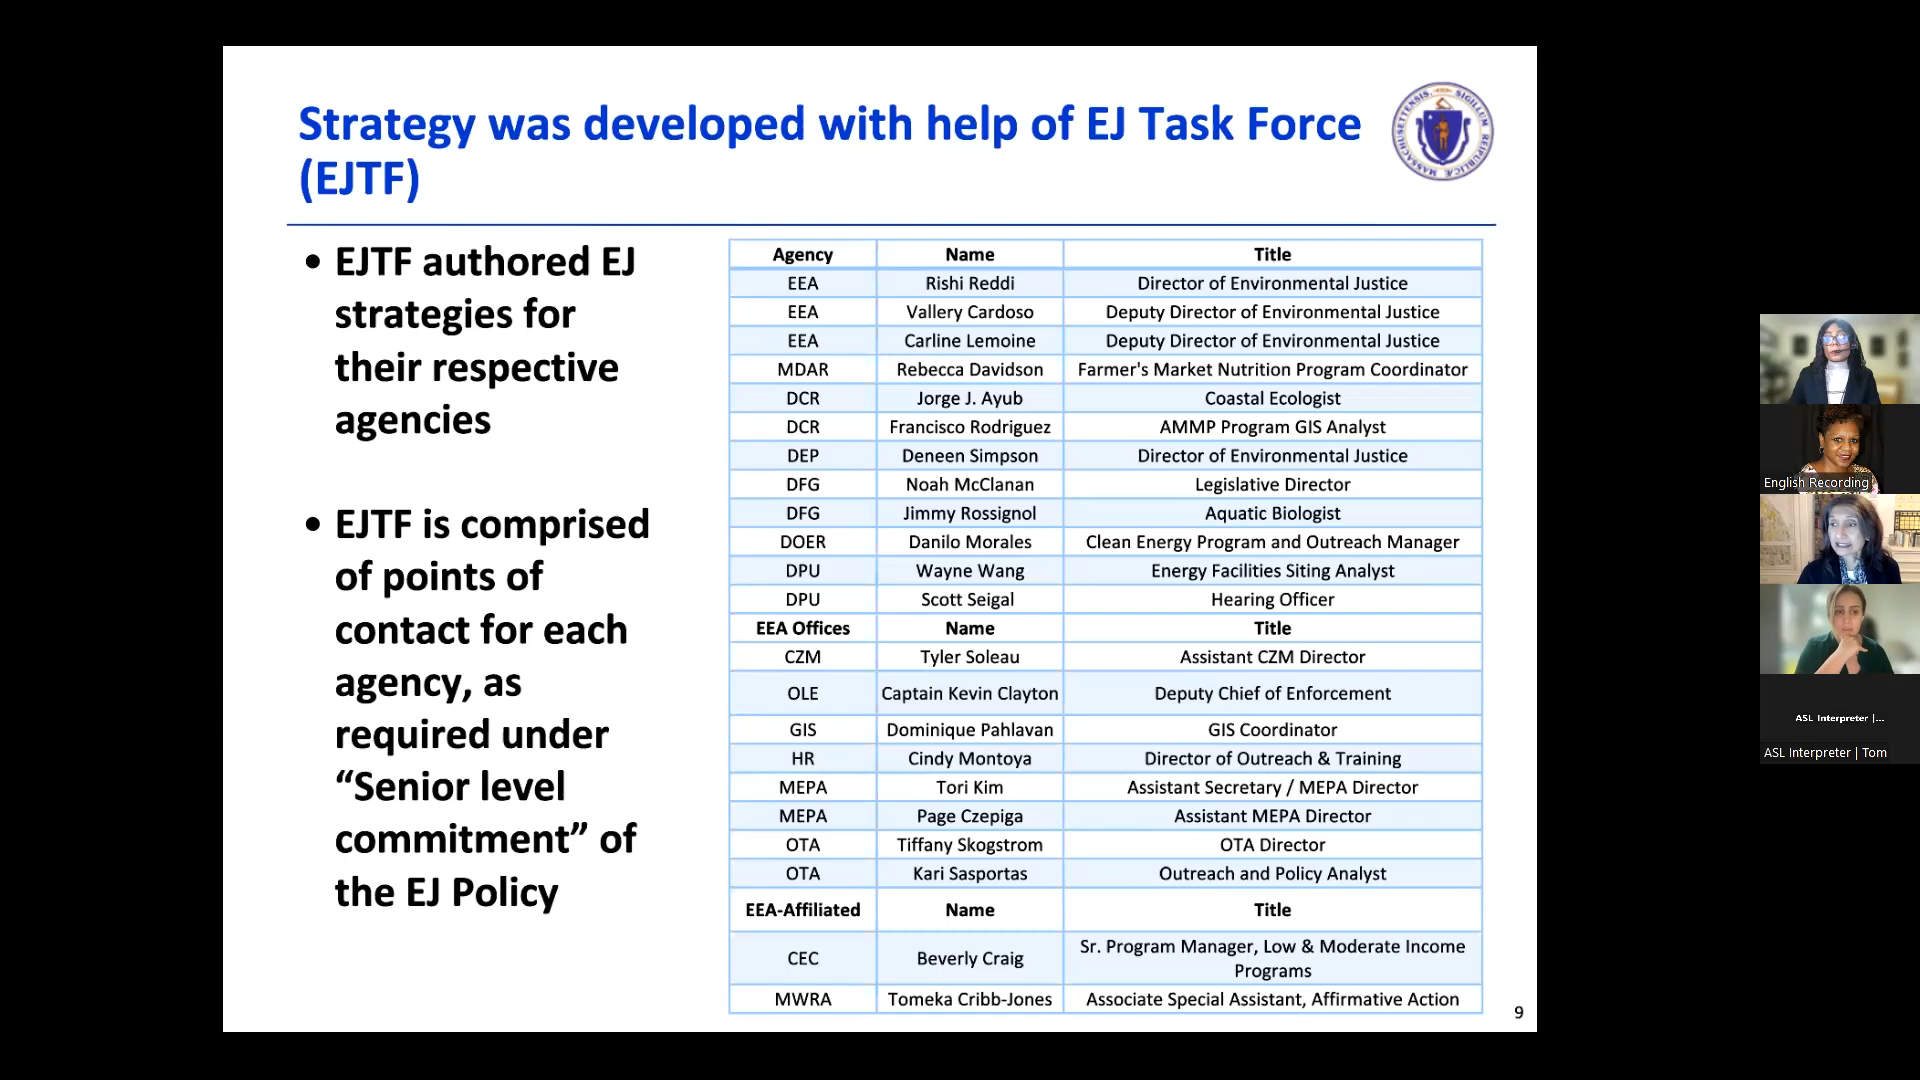 Strategy was developed with help of EJ Task Force
(EJTF)
• EJTF authored EJ
strategies for
their respective
agencies
• EJTF is comprised
of points of
contact for each
agency, as
required under
“Senior level
commitment” of
the EJ Policy
Agency Name Title
EEA Rishi Reddi Director of Environmental Justice
EEA Vallery Cardoso Deputy Director of Environmental Justice
EEA Carline Lemoine Deputy Director of Environmental Justice
MDAR Rebecca Davidson Farmer's Market Nutrition Program Coordinator
DCR Jorge J. Ayub Coastal Ecologist
DCR Francisco Rodriguez AMMP Program GIS Analyst
DEP Deneen Simpson Director of Environmental Justice
DFG Noah McClanan Legislative Director
DFG Jimmy Rossignol Aquatic Biologist
DOER Danilo Morales Clean Energy Program and Outreach Manager
DPU Wayne Wang Energy Facilities Siting Analyst
DPU Scott Seigal Hearing Officer
EEA Offices Name Title
CZM Tyler Soleau Assistant CZM Director
OLE Captain Kevin Clayton Deputy Chief of Enforcement
GIS Dominique Pahlavan GIS Coordinator
HR Cindy Montoya Director of Outreach & Training
MEPA Tori Kim Assistant Secretary / MEPA Director
MEPA Page Czepiga Assistant MEPA Director
OTA Tiffany Skogstrom OTA Director
OTA Kari Sasportas Outreach and Policy Analyst
EEA-Affiliated Name Title
CEC Beverly Craig Sr. Program Manager, Low & Moderate Income
Programs
MWRA Tomeka Cribb-Jones Associate Special Assistant, Affirmative Action
9
English Recording
ASL Interpreter |...
ASL Interpreter | Tom